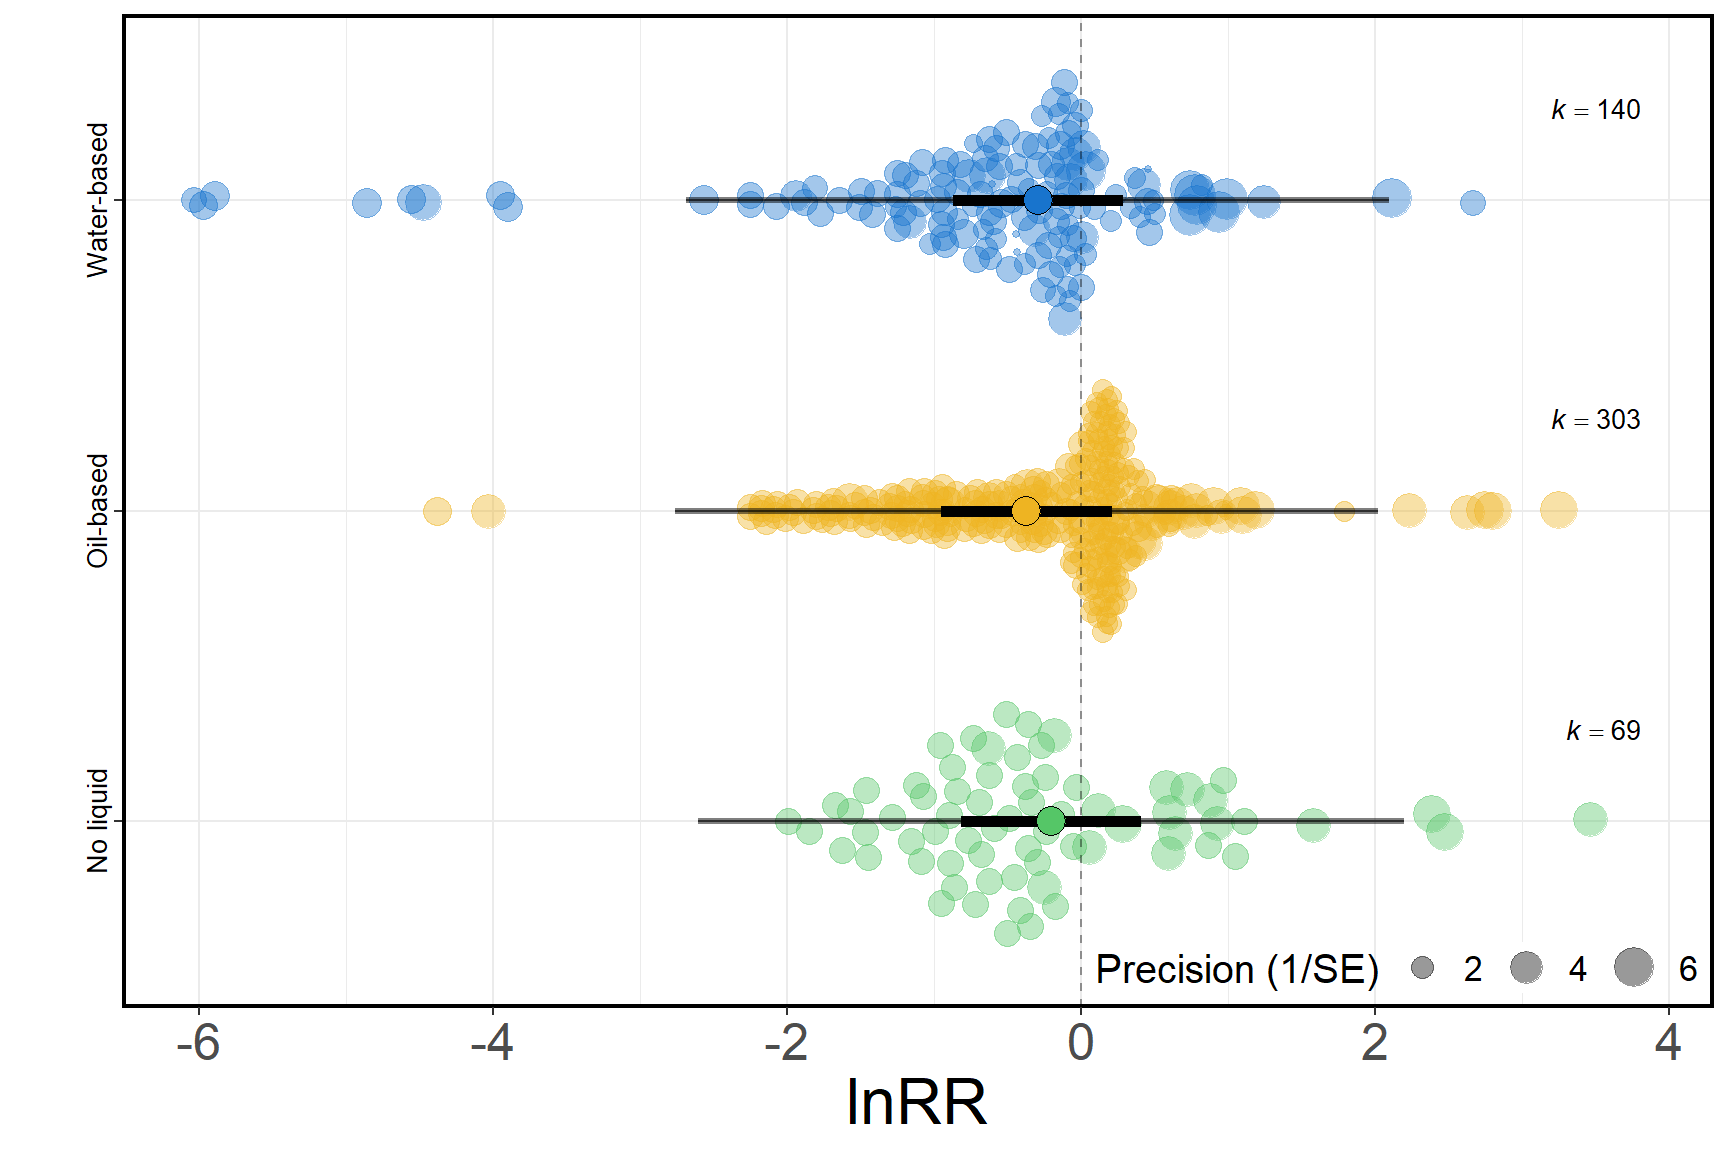 Water-based
k = 140
Oil-based
k = 303
No liquid
k = 69
Precision (1/SE) 2 4 6
-6 -4 -2 0 2 4
lnRR